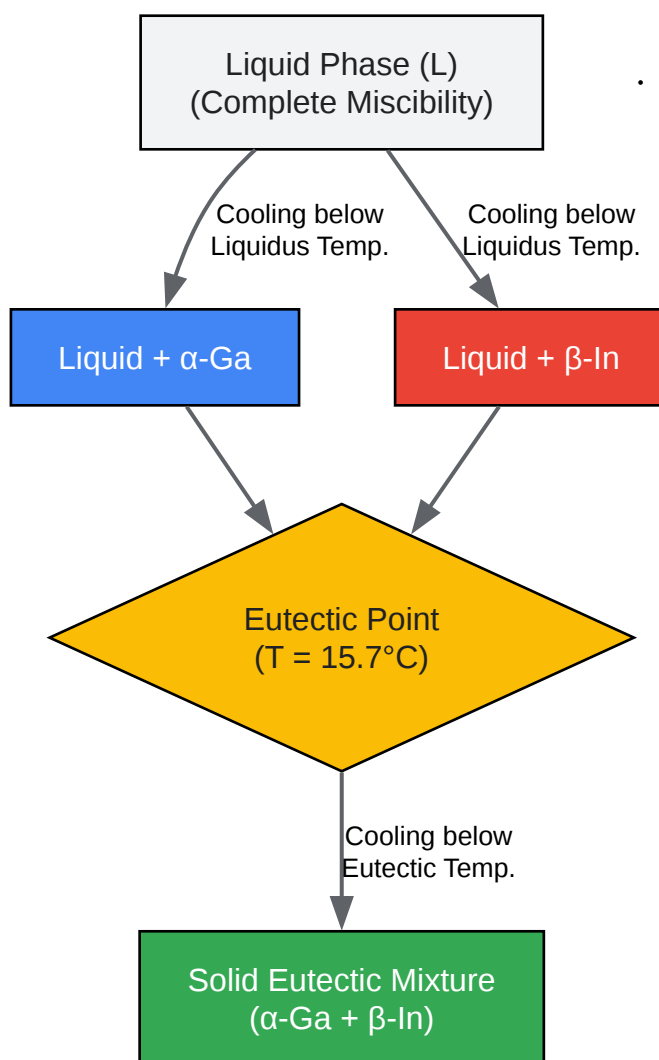 Liquid Phase (L)
(Complete Miscibility)
Cooling below
Liquidus Temp.
Cooling below
Liquidus Temp.
Liquid + α-Ga
Liquid + β-In
Eutectic Point
(T = 15.7°C)
Cooling below
Eutectic Temp.
Solid Eutectic Mixture
(α-Ga + β-In)